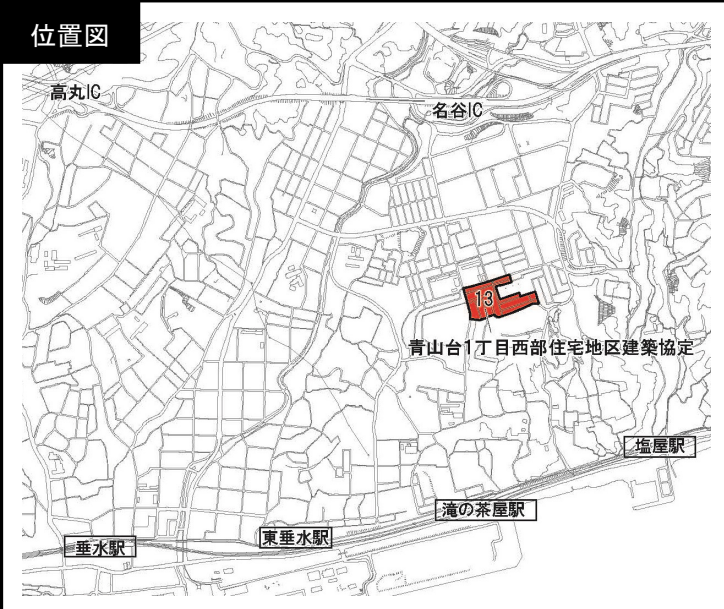 位置図
高丸IC
名谷IC
13
青山台1丁目西部住宅地区建築協定
塩屋駅
滝の茶屋駅
東垂水駅
垂水駅